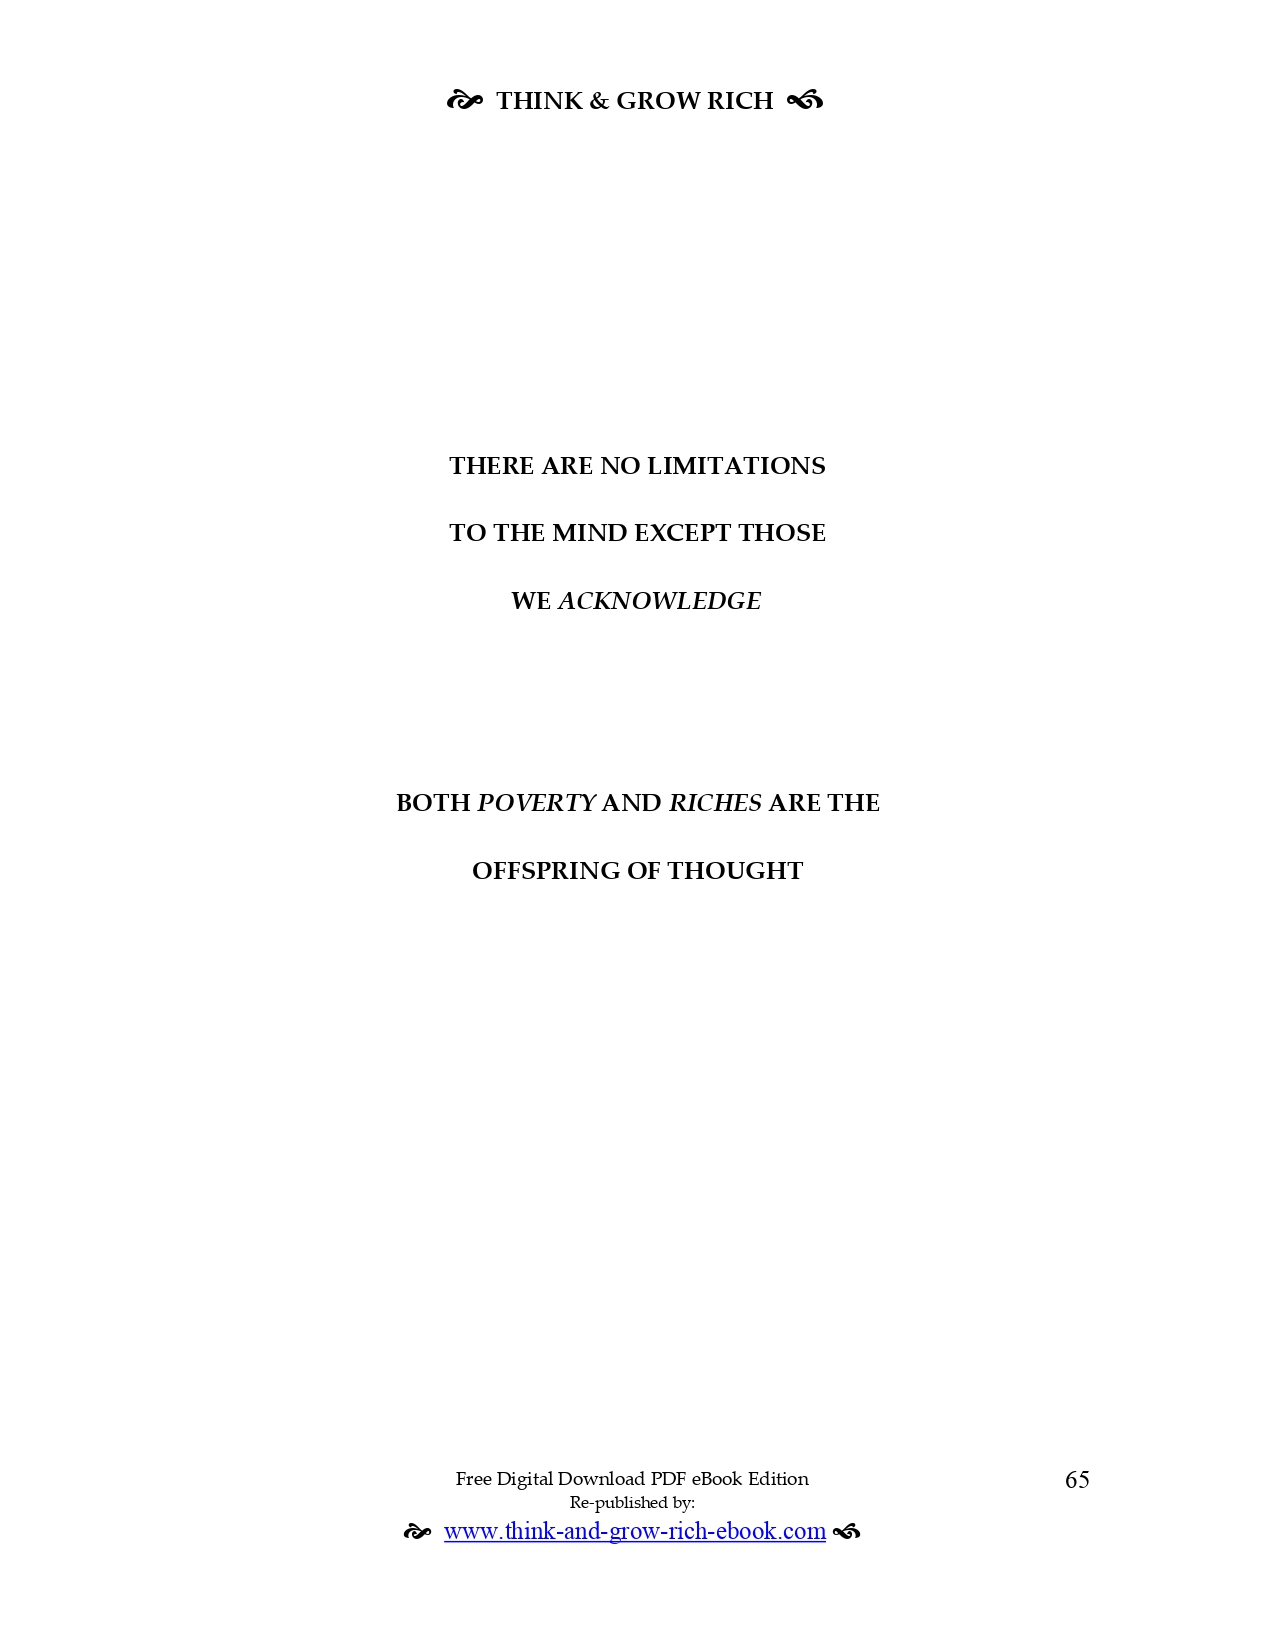 THINK & GROW RICH
THERE ARE NO LIMITATIONS
TO THE MIND EXCEPT THOSE
WE ACKNOWLEDGE
BOTH POVERTY AND RICHES ARE THE
OFFSPRING OF THOUGHT
Free Digital Download PDF eBook Edition
65
Re-published by:
www.think-and-grow-rich-ebook.com